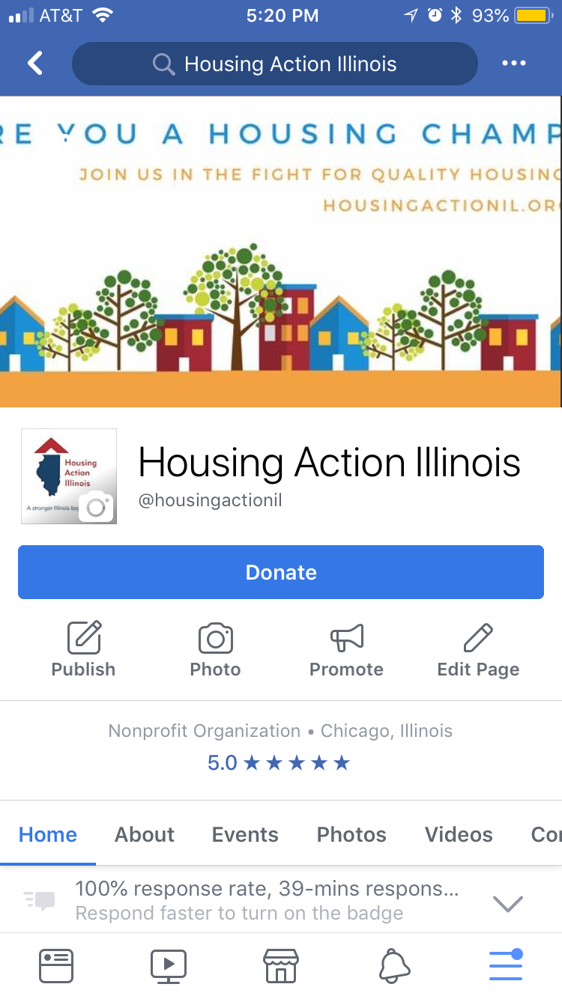 AT&T 5:20 PM 93%
Housing Action Illinois
RE YOU A HOUSING CHAMP
JOIN US IN THE FIGHT FOR QUALITY HOUSING
HOUSINGACTIONIL.ORG
Housing
Action
Illinois
A stronger Illinois beg
Housing Action Illinois
@housingactionil
Donate
Publish Photo Promote Edit Page
Nonprofit Organization • Chicago, Illinois
5.0 ★★★★★
Home About Events Photos Videos Co
100% response rate, 39-mins respons...
Respond faster to turn on the badge